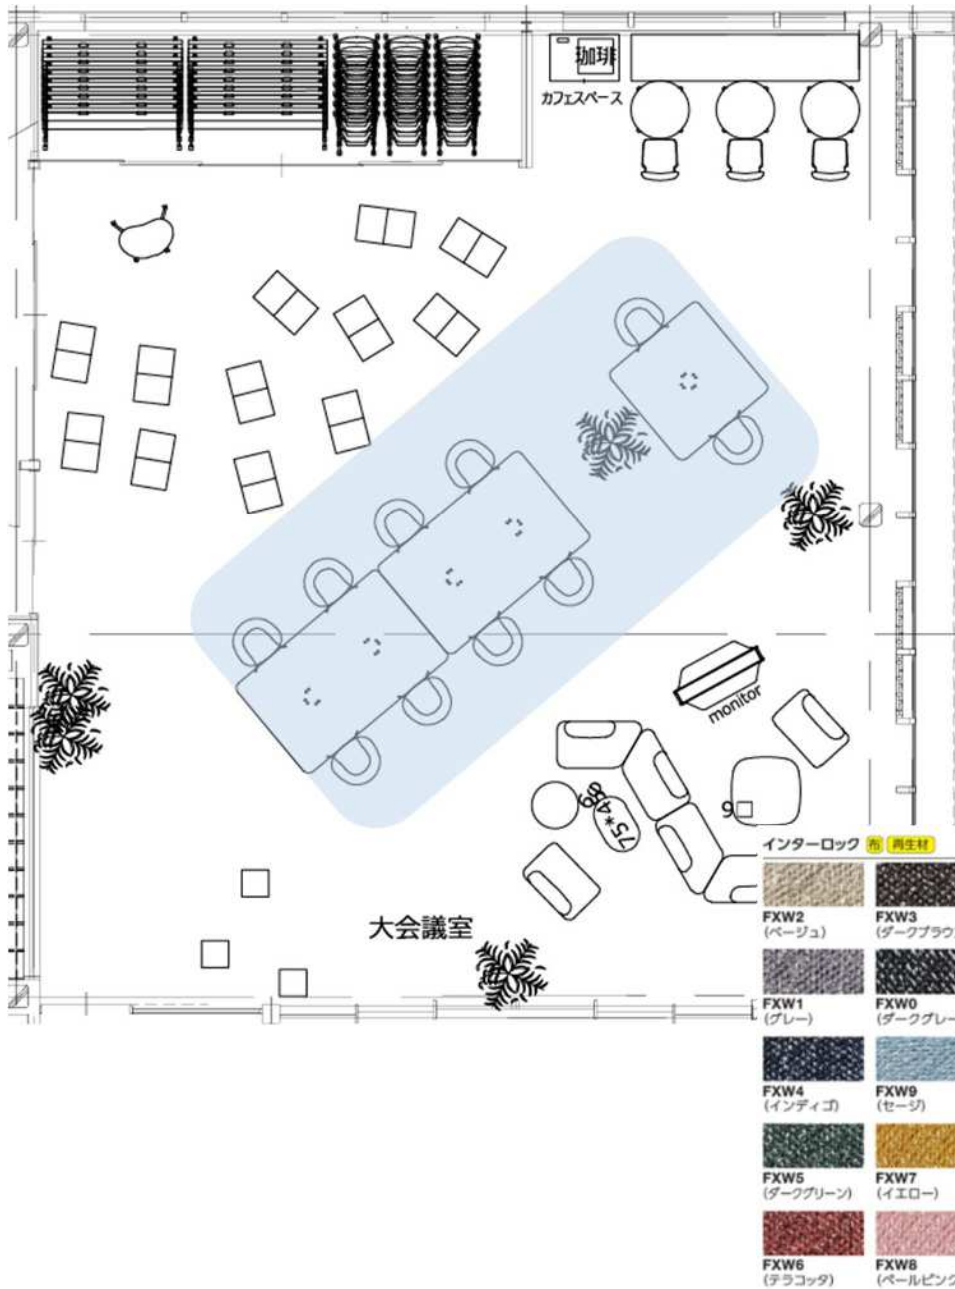 珈琲
カフェスペース
monitor
75*45
9
大会議室
インターロック 布 再生材
FXW2 FXW3
(ベージュ) (ダークブラウ
FXW1 FXW0
(グレー) (ダークグレー
FXW4 FXW9
(インディゴ) (セージ)
FXW5 FXW7
(ダークグリーン) (イエロー)
FXW6 FXW8
(テラコッタ) (ペールピンク